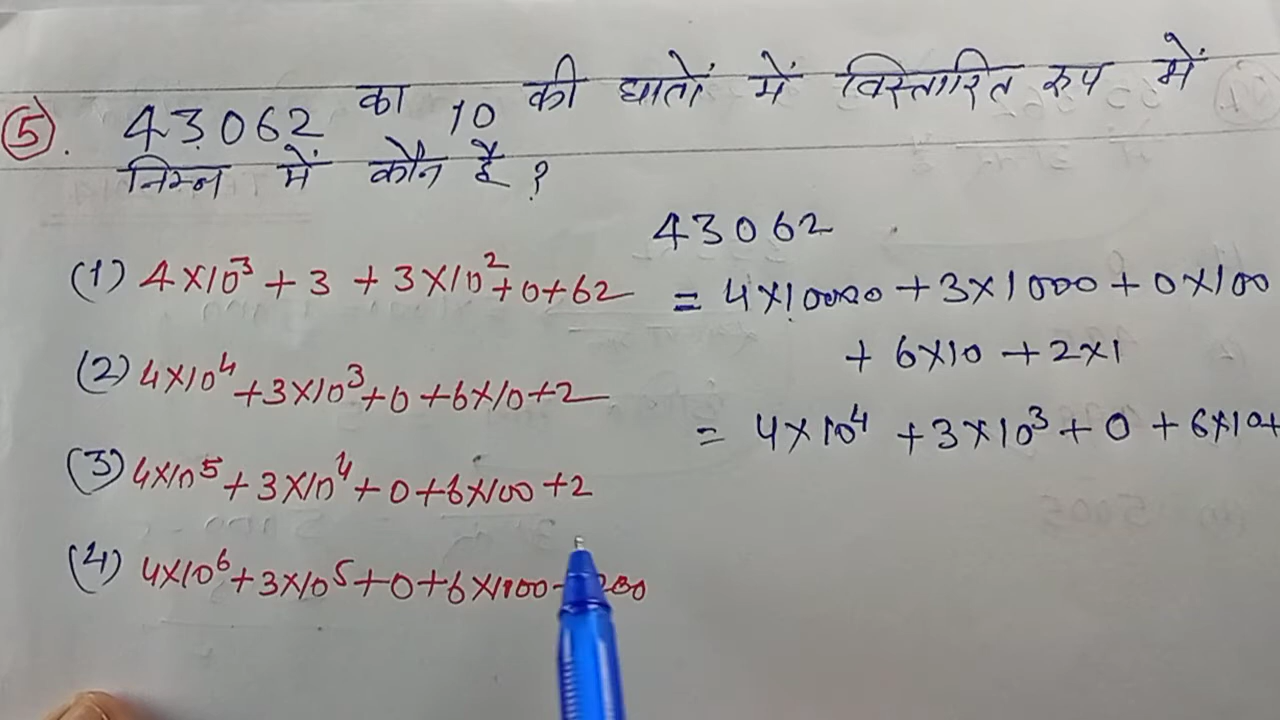 (5). 43062 का 10 की घातों में विस्तारित रुप में
निम्न में कौन है ?
(1) 4×10³ + 3 + 3×10² + 0 + 62
(2) 4×10⁴ + 3×10³ + 0 + 6×10 + 2
(3) 4×10⁵ + 3×10⁴ + 0 + 6×100 + 2
(4) 4×10⁶ + 3×10⁵ + 0 + 6×100
43062
= 4×10000 + 3×1000 + 0×100
+ 6×10 + 2×1
= 4×10⁴ + 3×10³ + 0 + 6×10+